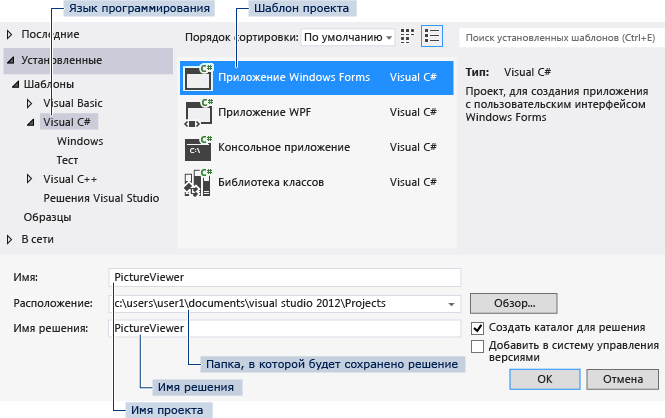 Язык программирования
Шаблон проекта
Последние
Порядок сортировки: По умолчанию
Поиск установленных шаблонов (Ctrl+E)
Установленные
Шаблоны
Visual Basic
Visual C#
Windows
Тест
Visual C++
Решения Visual Studio
Образцы
В сети
C#
Приложение Windows Forms Visual C#
C#
Приложение WPF Visual C#
C#
C:\
Консольное приложение Visual C#
C#
Библиотека классов Visual C#
Тип: Visual C#
Проект, для создания приложения
с пользовательским интерфейсом
Windows Forms
Имя: PictureViewer
Расположение: c:\users\user1\documents\visual studio 2012\Projects
Обзор...
Имя решения: PictureViewer
Создать каталог для решения
Добавить в систему управления
версиями
Папка, в которой будет сохранено решение
Имя решения
Имя проекта
OK
Отмена